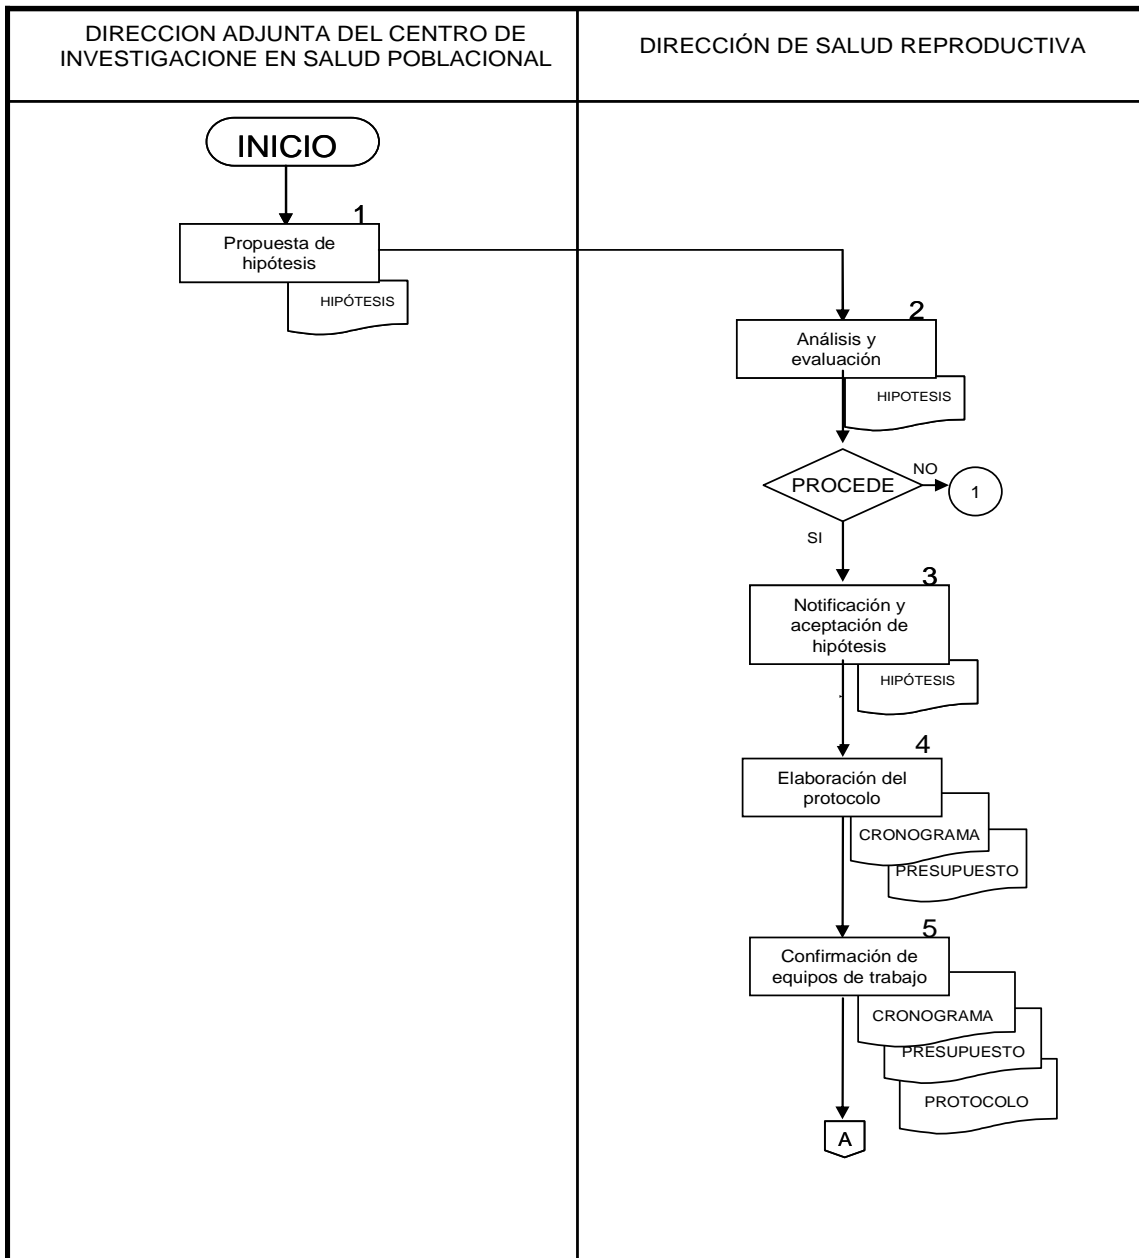 DIRECCION ADJUNTA DEL CENTRO DE
INVESTIGACIONE EN SALUD POBLACIONAL
DIRECCIÓN DE SALUD REPRODUCTIVA
INICIO
1
Propuesta de
hipótesis
HIPÓTESIS
2
Análisis y
evaluación
HIPOTESIS
PROCEDE
NO
1
SI
3
Notificación y
aceptación de
hipótesis
HIPÓTESIS
4
Elaboración del
protocolo
CRONOGRAMA
PRESUPUESTO
5
Confirmación de
equipos de trabajo
CRONOGRAMA
PRESUPUESTO
PROTOCOLO
A